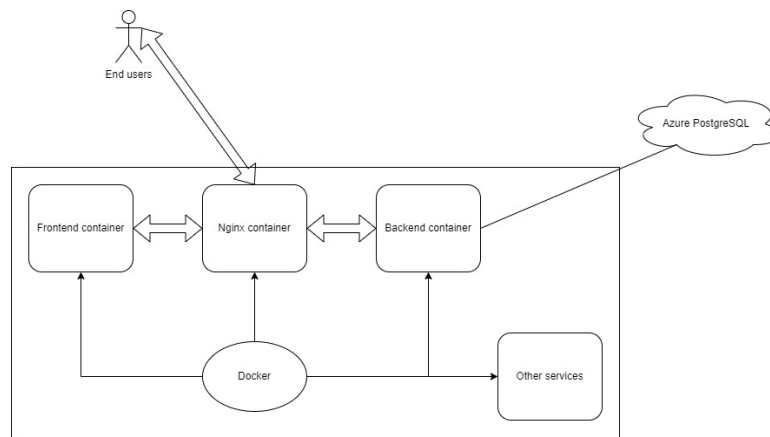 End users
Azure PostgreSQL
Frontend container
Nginx container
Backend container
Docker
Other services